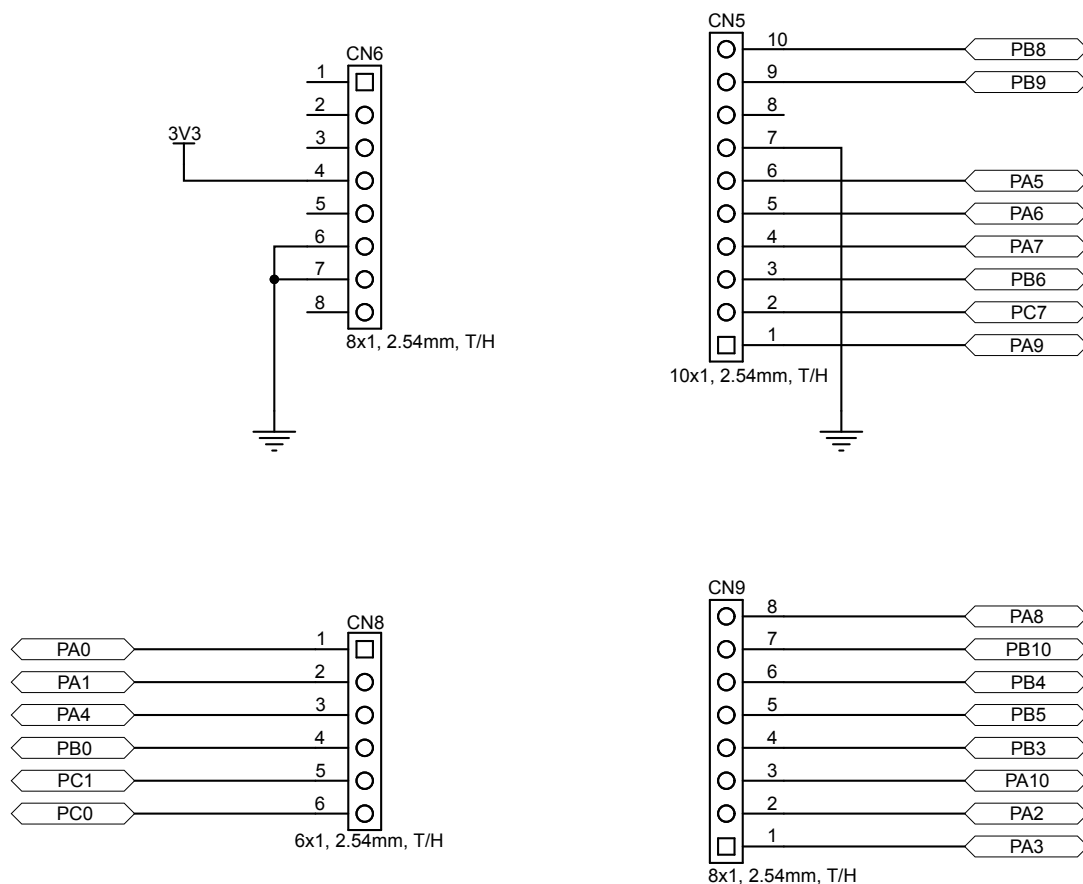 CN6
1
2
3
4
5
6
7
8
3V3
8x1, 2.54mm, T/H
CN5
10 PB8
9 PB9
8
7
6 PA5
5 PA6
4 PA7
3 PB6
2 PC7
1 PA9
10x1, 2.54mm, T/H
CN8
PA0 1
PA1 2
PA4 3
PB0 4
PC1 5
PC0 6
6x1, 2.54mm, T/H
CN9
8 PA8
7 PB10
6 PB4
5 PB5
4 PB3
3 PA10
2 PA2
1 PA3
8x1, 2.54mm, T/H